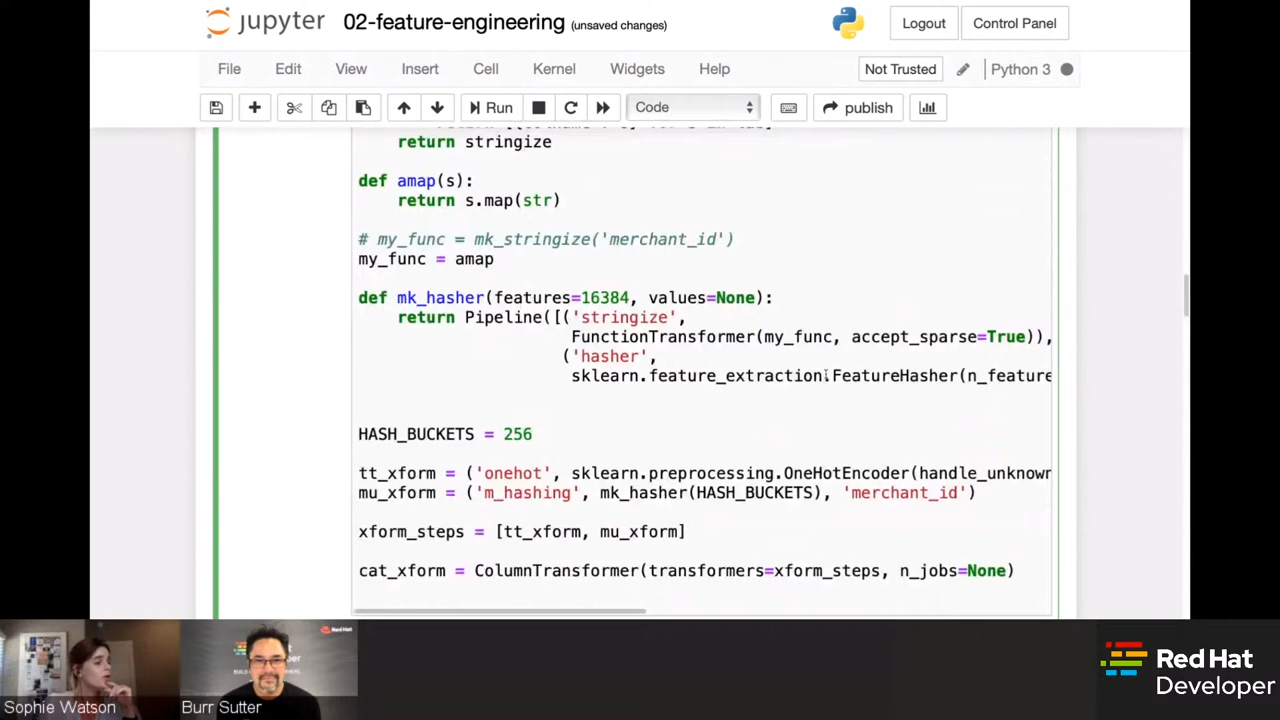 jupyter 02-feature-engineering (unsaved changes) Logout Control Panel
File Edit View Insert Cell Kernel Widgets Help Not Trusted Python 3
Run Code publish
return stringize
def amap(s):
return s.map(str)
# my_func = mk_stringize('merchant_id')
my_func = amap
def mk_hasher(features=16384, values=None):
return Pipeline([('stringize',
FunctionTransformer(my_func, accept_sparse=True)),
('hasher',
sklearn.feature_extraction.FeatureHasher(n_feature
HASH_BUCKETS = 256
tt_xform = ('onehot', sklearn.preprocessing.OneHotEncoder(handle_unknown
mu_xform = ('m_hashing', mk_hasher(HASH_BUCKETS), 'merchant_id')
xform_steps = [tt_xform, mu_xform]
cat_xform = ColumnTransformer(transformers=xform_steps, n_jobs=None)
Red Hat
Developer
Sophie Watson
Burr Sutter
Red Hat
Developer